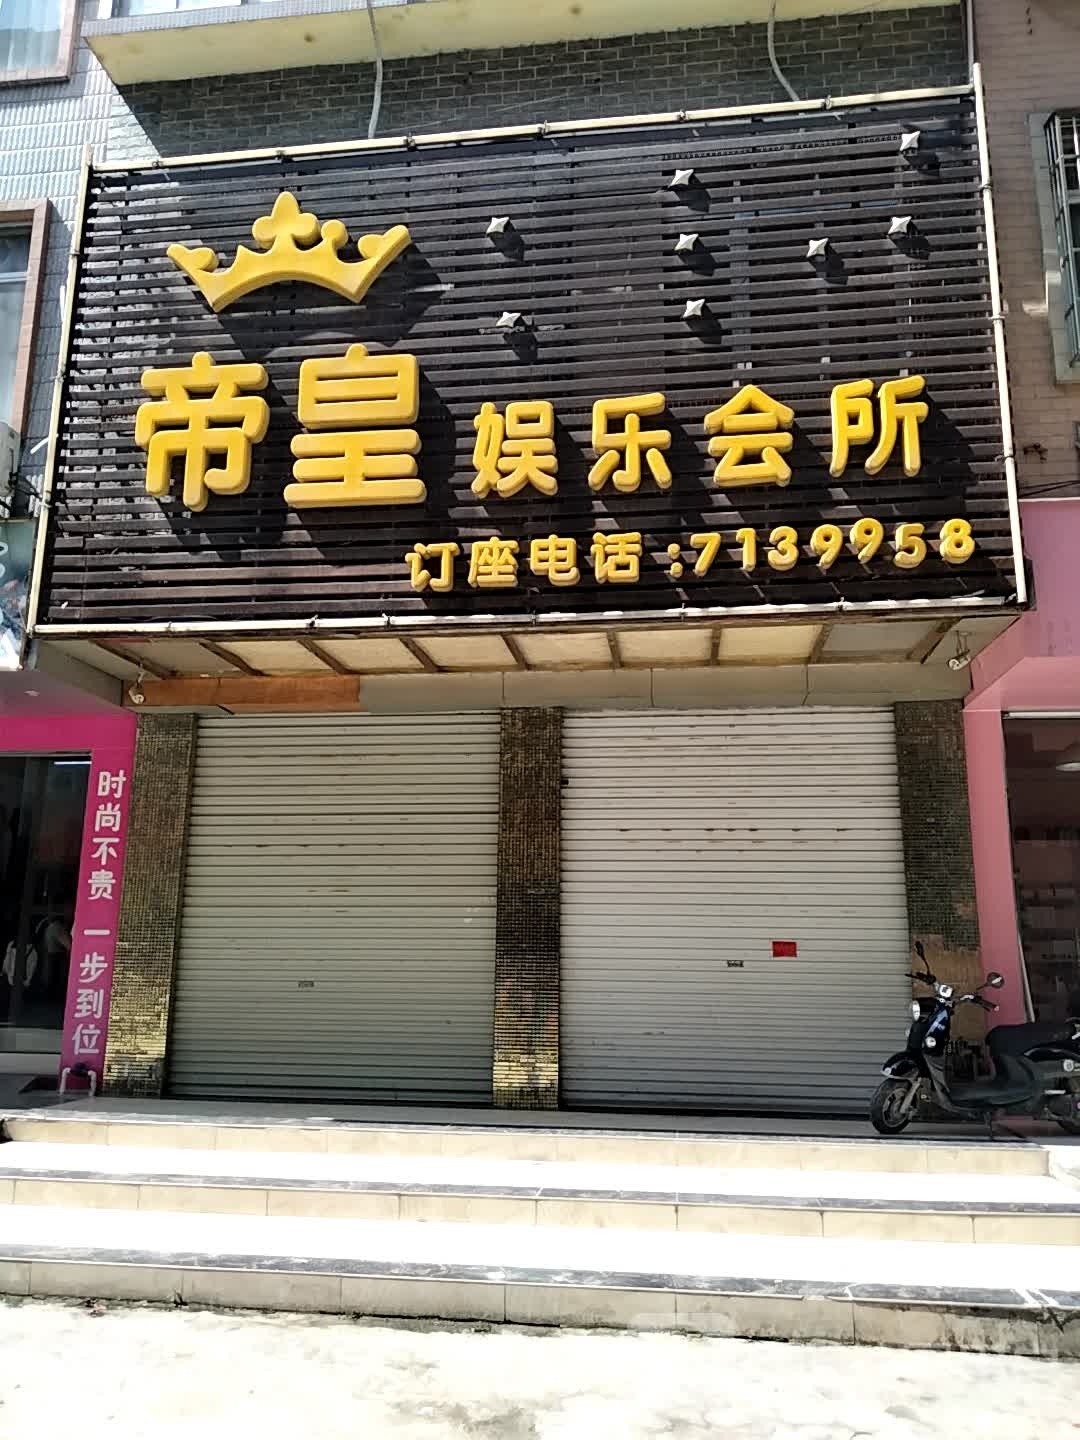 帝皇 娱乐会所
订座电话:7139958
时尚不贵 一步到位